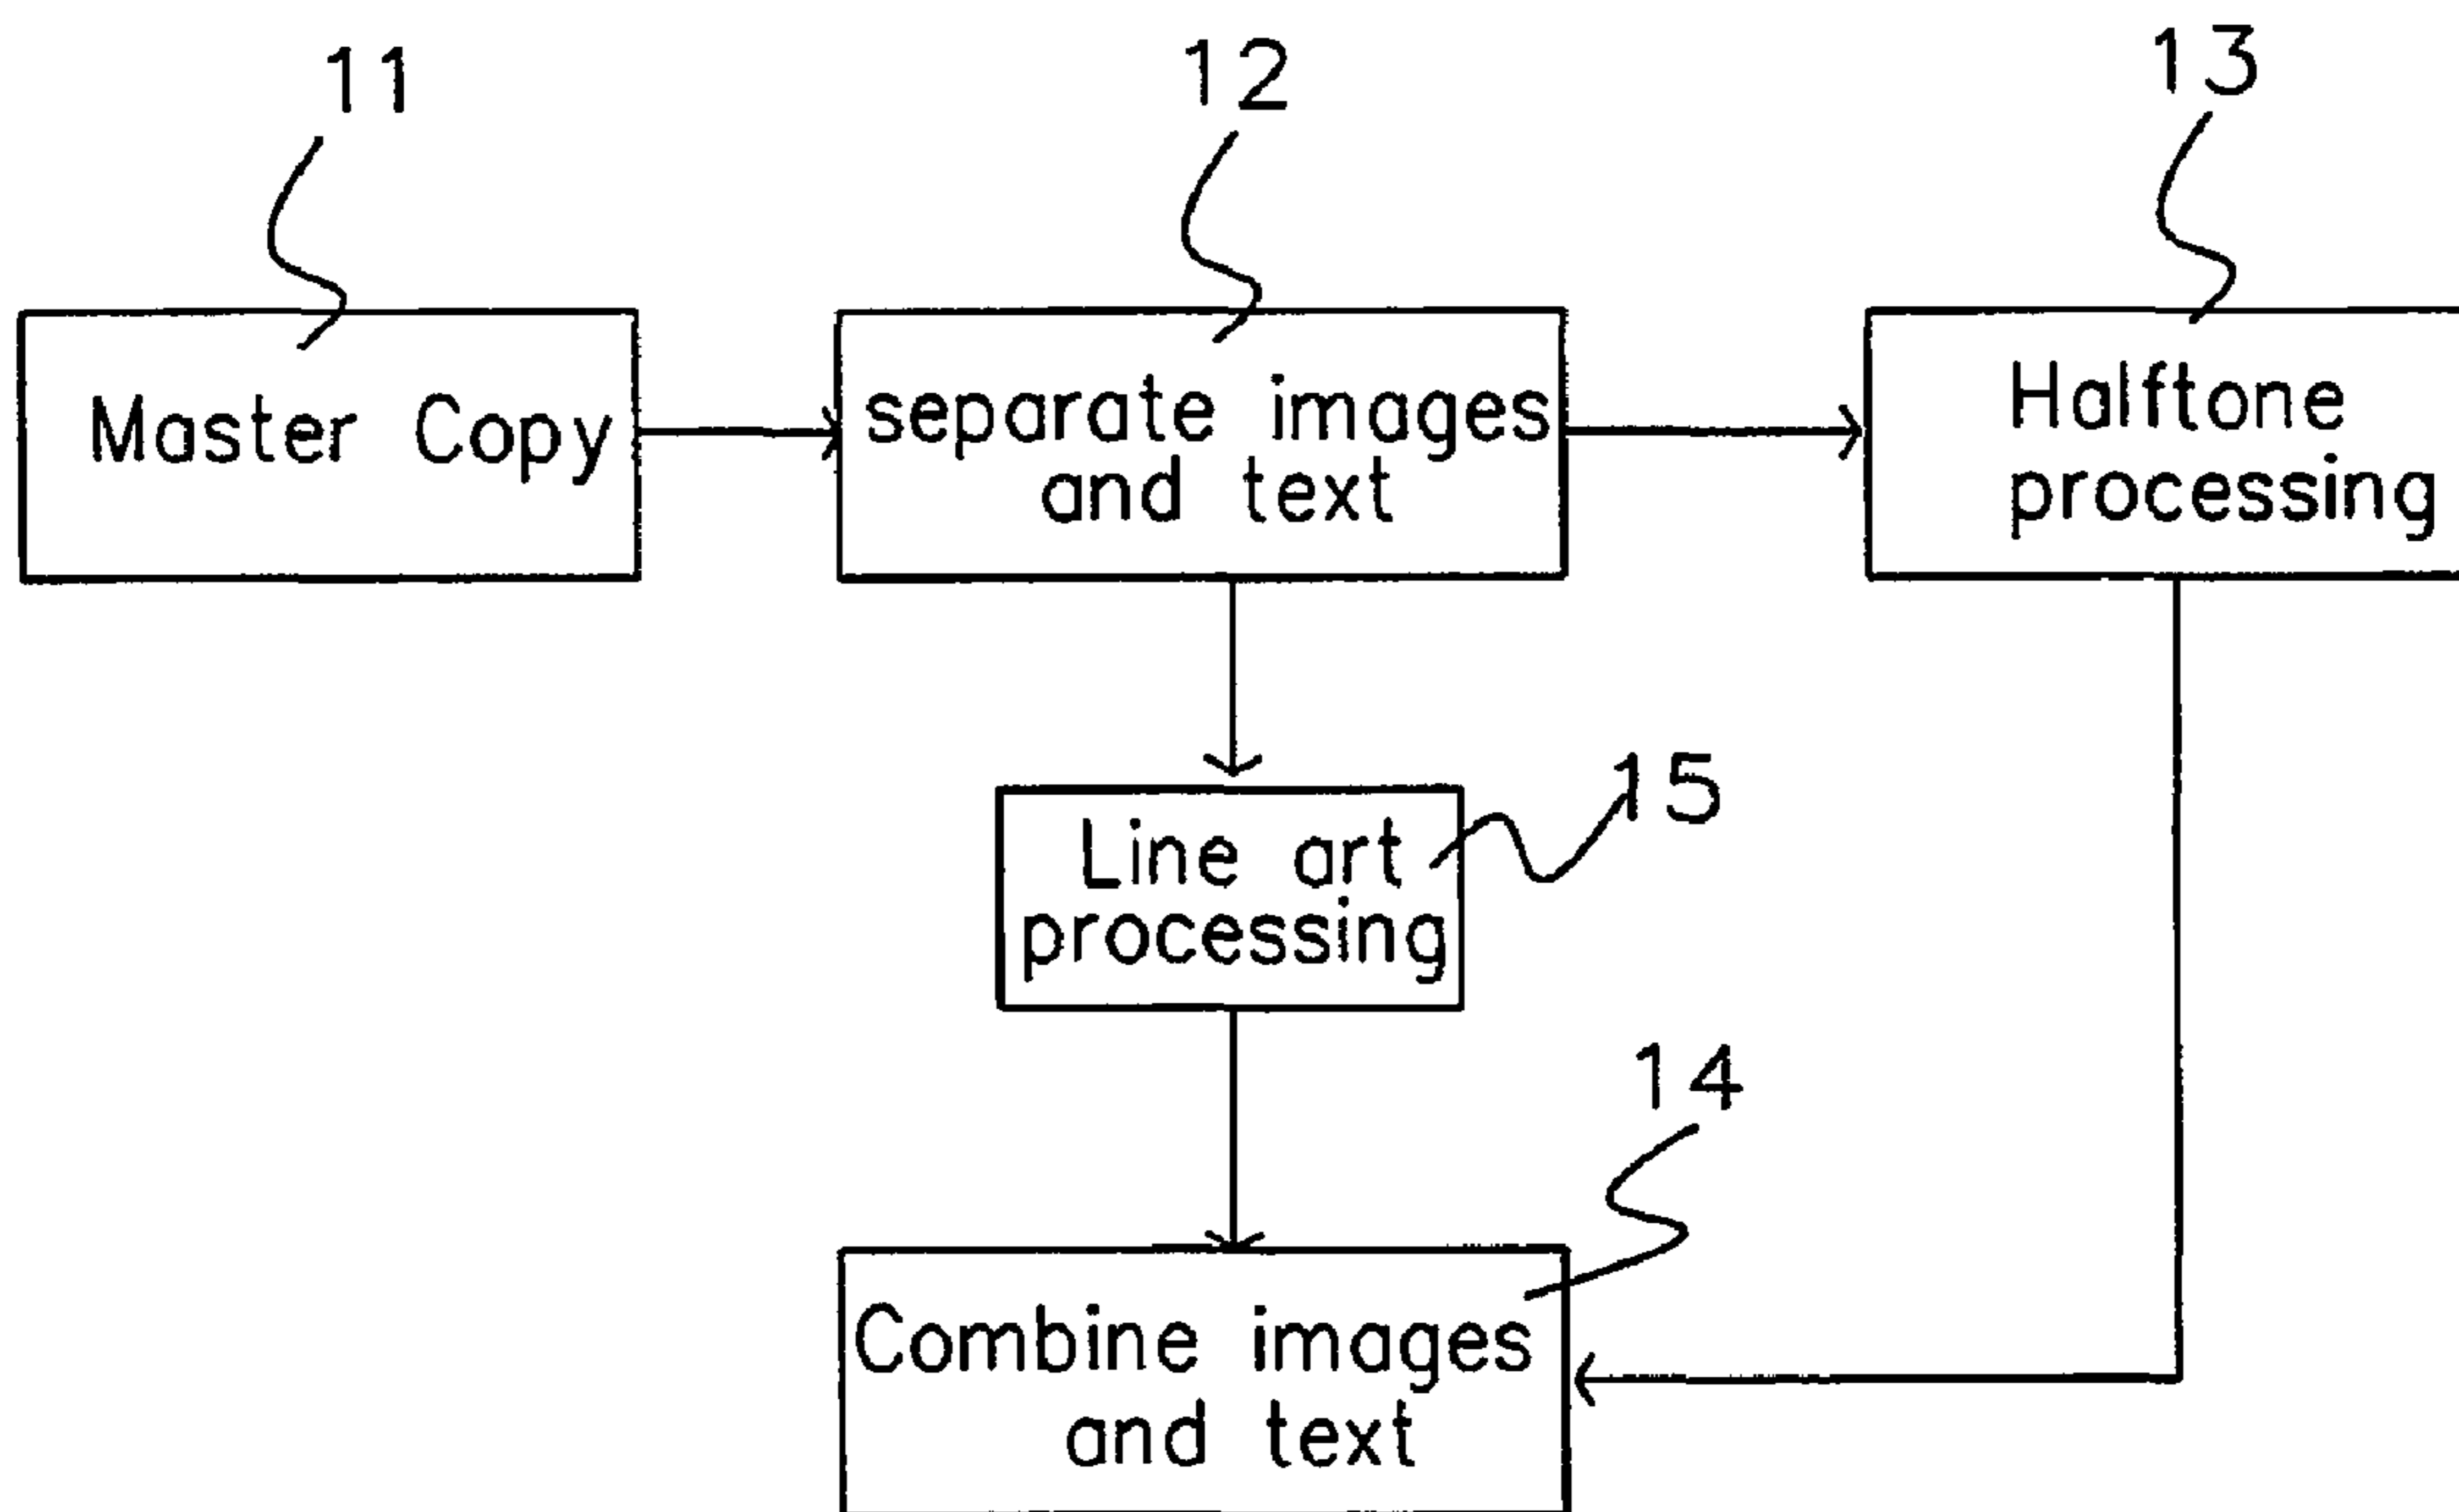 11
12
13
Master Copy
separate images
and text
Halftone
processing
15
Line art
processing
14
Combine images
and text